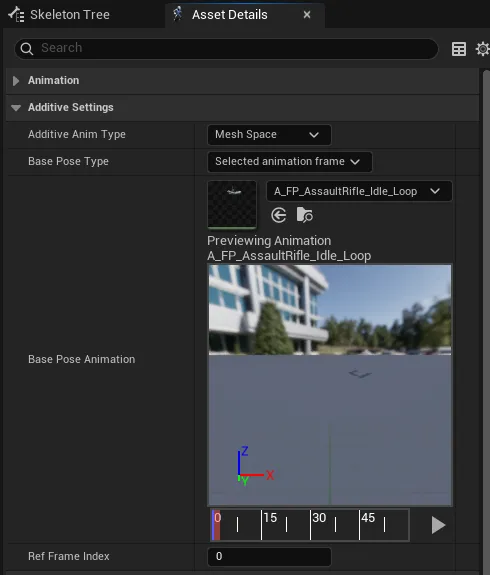 Skeleton Tree
Asset Details
Search
Animation
Additive Settings
Additive Anim Type
Mesh Space
Base Pose Type
Selected animation frame
A_FP_AssaultRifle_Idle_Loop
Previewing Animation
A_FP_AssaultRifle_Idle_Loop
Base Pose Animation
Z
X
Y
0 15 30 45
Ref Frame Index
0